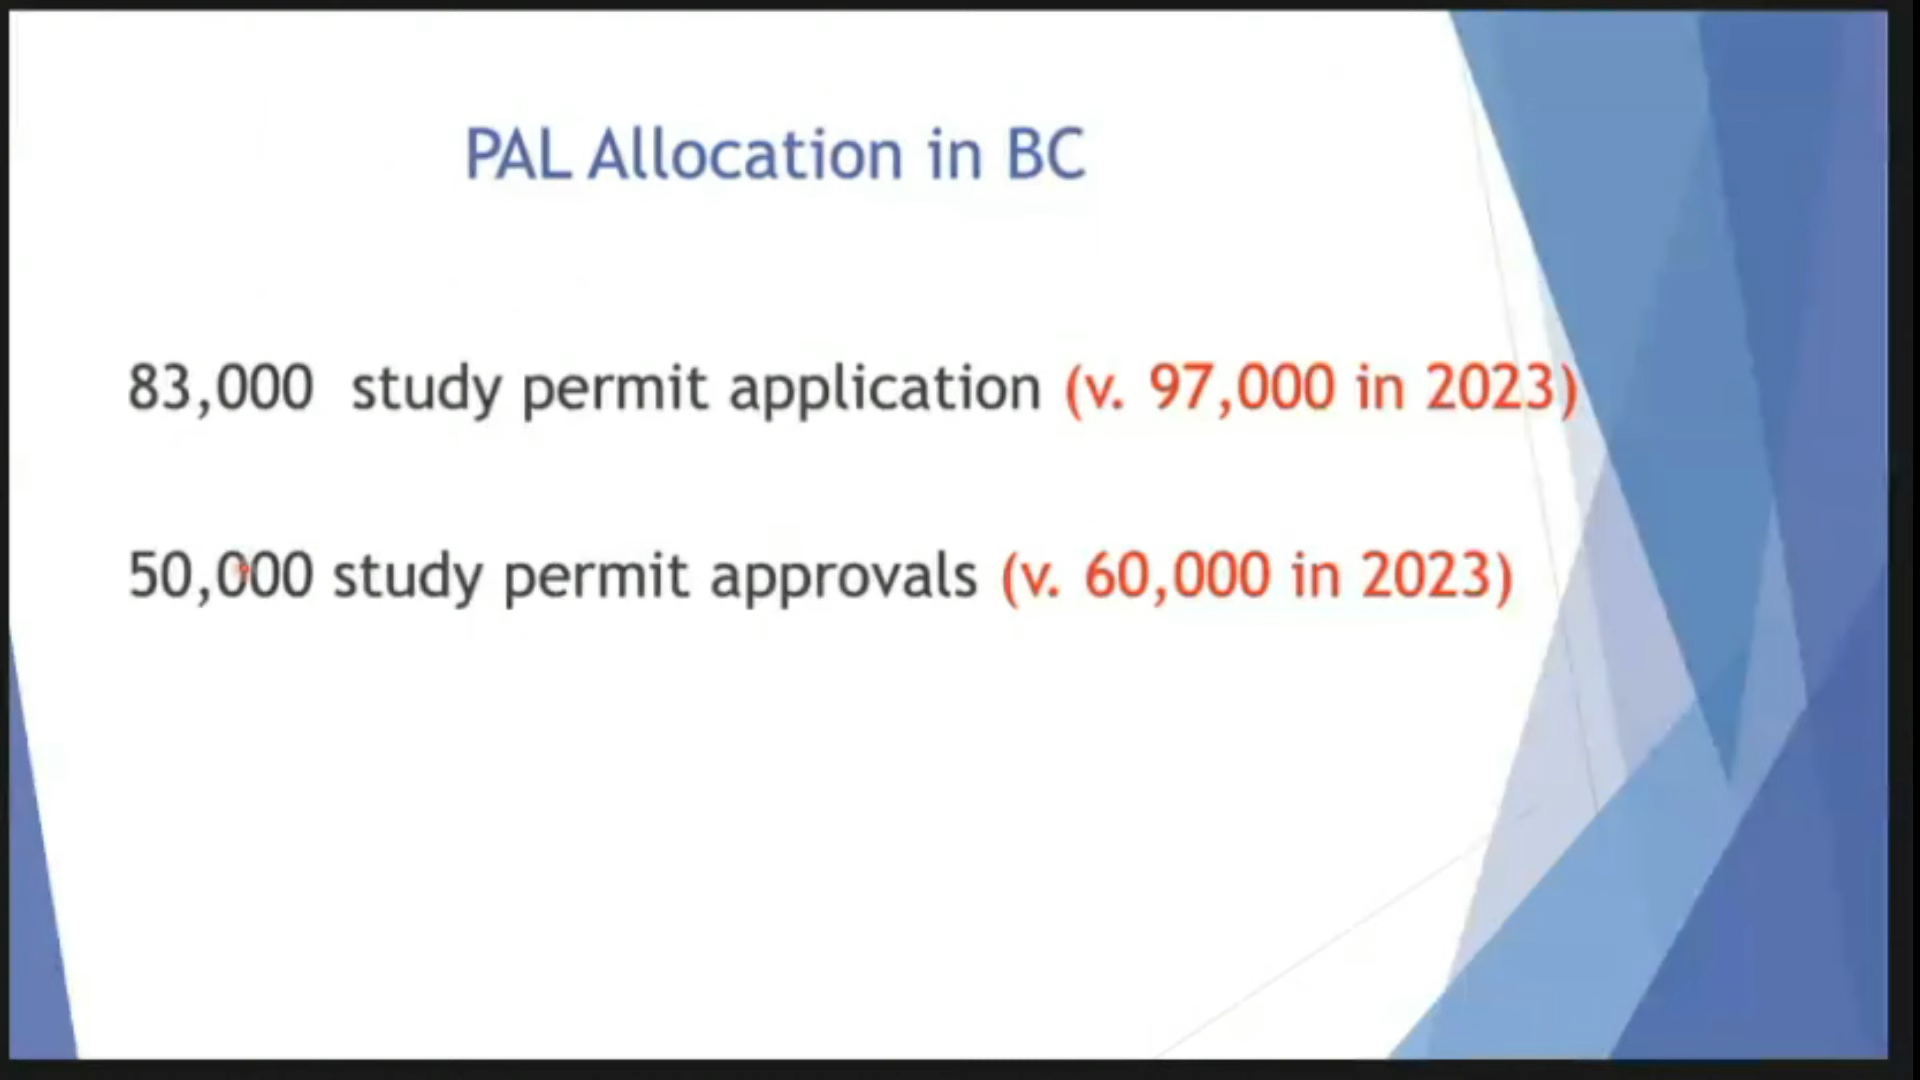 PAL Allocation in BC
83,000 study permit application (v. 97,000 in 2023)
50,000 study permit approvals (v. 60,000 in 2023)